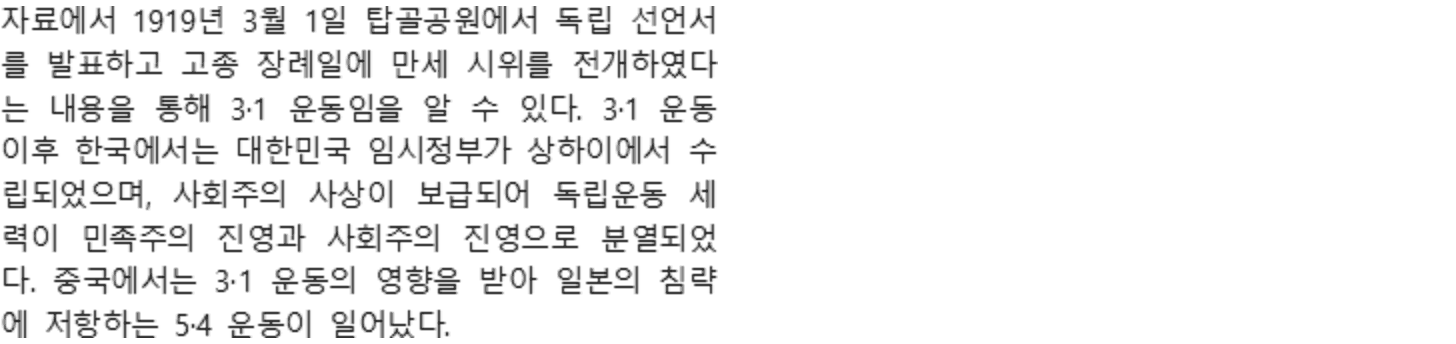 자료에서 1919년 3월 1일 탑골공원에서 독립 선언서
를 발표하고 고종 장례일에 만세 시위를 전개하였다
는 내용을 통해 3·1 운동임을 알 수 있다. 3·1 운동
이후 한국에서는 대한민국 임시정부가 상하이에서 수
립되었으며, 사회주의 사상이 보급되어 독립운동 세
력이 민족주의 진영과 사회주의 진영으로 분열되었
다. 중국에서는 3·1 운동의 영향을 받아 일본의 침략
에 저항하는 5·4 운동이 일어났다.